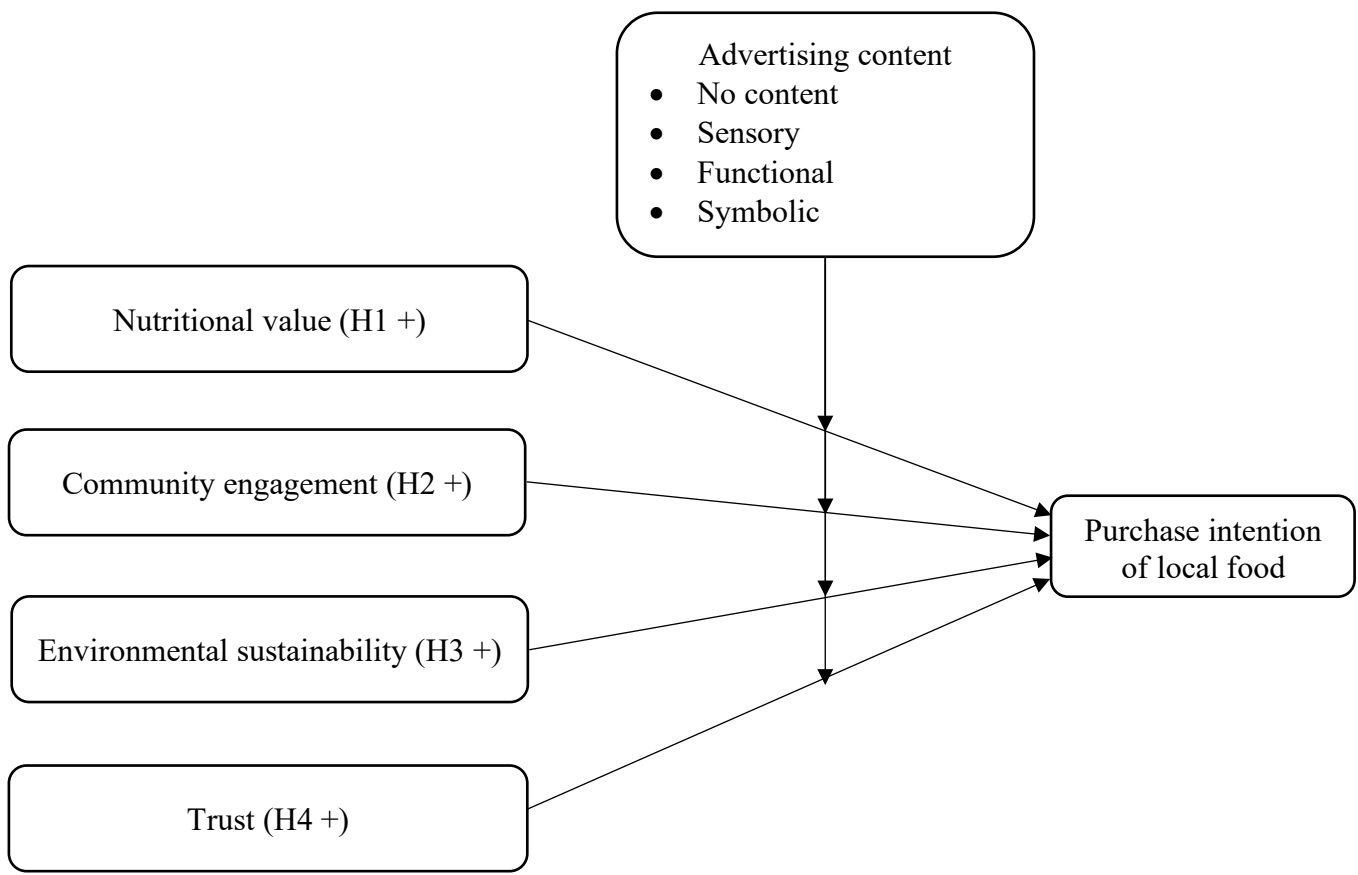 Advertising content
• No content
• Sensory
• Functional
• Symbolic
Nutritional value (H1 +)
Community engagement (H2 +)
Environmental sustainability (H3 +)
Trust (H4 +)
Purchase intention
of local food